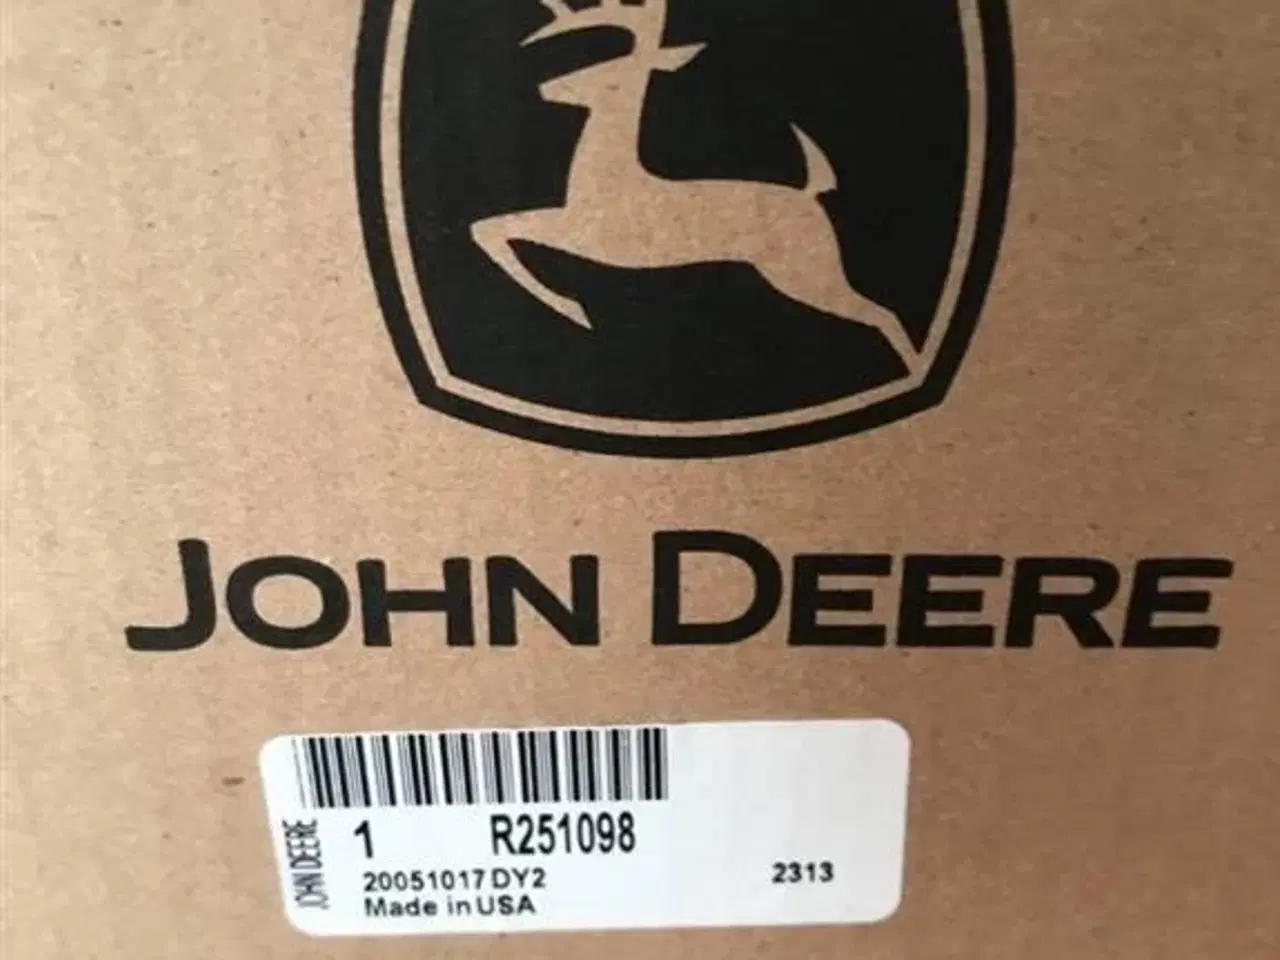 JOHN DEERE
JOHN DEERE
1 R251098
20051017 DY2 2313
Made in USA